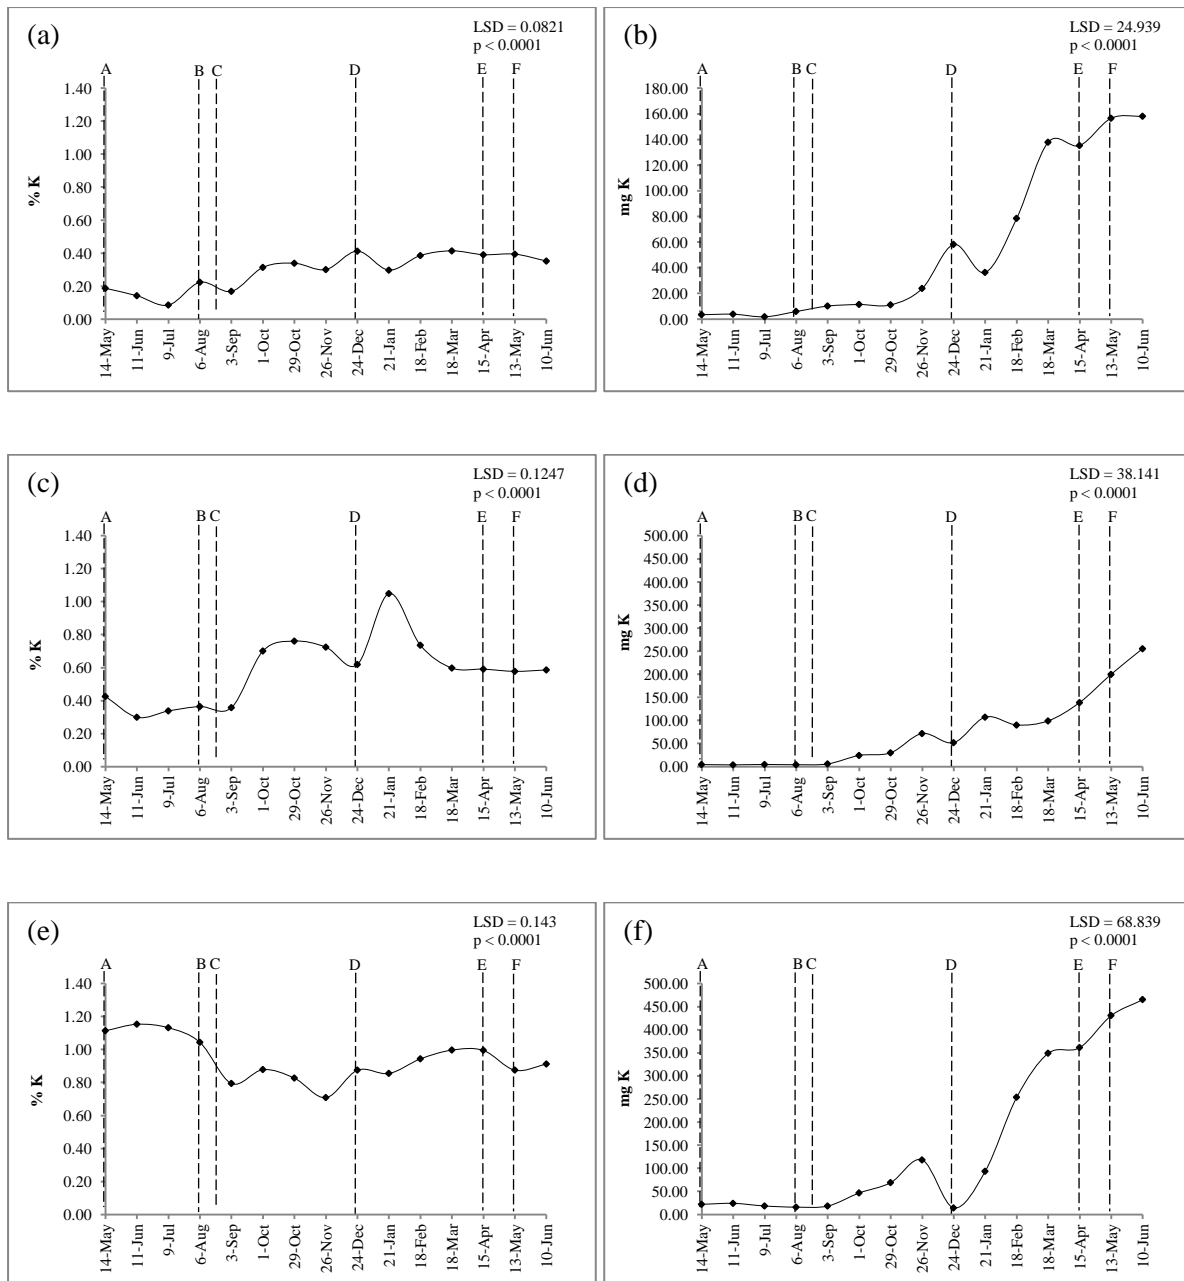 (a)
LSD = 0.0821
p < 0.0001
A B C D E F
1.40
1.20
1.00
0.80
0.60
0.40
0.20
0.00
% K
14-May
11-Jun
9-Jul
6-Aug
3-Sep
1-Oct
29-Oct
26-Nov
24-Dec
21-Jan
18-Feb
18-Mar
15-Apr
13-May
10-Jun
(b)
LSD = 24.939
p < 0.0001
A B C D E F
180.00
160.00
140.00
120.00
100.00
80.00
60.00
40.00
20.00
0.00
mg K
14-May
11-Jun
9-Jul
6-Aug
3-Sep
1-Oct
29-Oct
26-Nov
24-Dec
21-Jan
18-Feb
18-Mar
15-Apr
13-May
10-Jun
(c)
LSD = 0.1247
p < 0.0001
A B C D E F
1.40
1.20
1.00
0.80
0.60
0.40
0.20
0.00
% K
14-May
11-Jun
9-Jul
6-Aug
3-Sep
1-Oct
29-Oct
26-Nov
24-Dec
21-Jan
18-Feb
18-Mar
15-Apr
13-May
10-Jun
(d)
LSD = 38.141
p < 0.0001
A B C D E F
500.00
450.00
400.00
350.00
300.00
250.00
200.00
150.00
100.00
50.00
0.00
mg K
14-May
11-Jun
9-Jul
6-Aug
3-Sep
1-Oct
29-Oct
26-Nov
24-Dec
21-Jan
18-Feb
18-Mar
15-Apr
13-May
10-Jun
(e)
LSD = 0.143
p < 0.0001
A B C D E F
1.40
1.20
1.00
0.80
0.60
0.40
0.20
0.00
% K
14-May
11-Jun
9-Jul
6-Aug
3-Sep
1-Oct
29-Oct
26-Nov
24-Dec
21-Jan
18-Feb
18-Mar
15-Apr
13-May
10-Jun
(f)
LSD = 68.839
p < 0.0001
A B C D E F
500.00
450.00
400.00
350.00
300.00
250.00
200.00
150.00
100.00
50.00
0.00
mg K
14-May
11-Jun
9-Jul
6-Aug
3-Sep
1-Oct
29-Oct
26-Nov
24-Dec
21-Jan
18-Feb
18-Mar
15-Apr
13-May
10-Jun